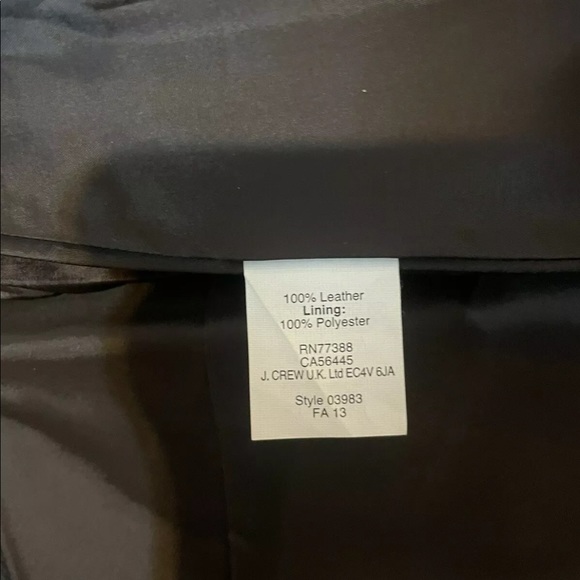 100% Leather
Lining:
100% Polyester
RN77388
CA56445
J. CREW U.K. Ltd EC4V 6JA
Style 03983
FA 13